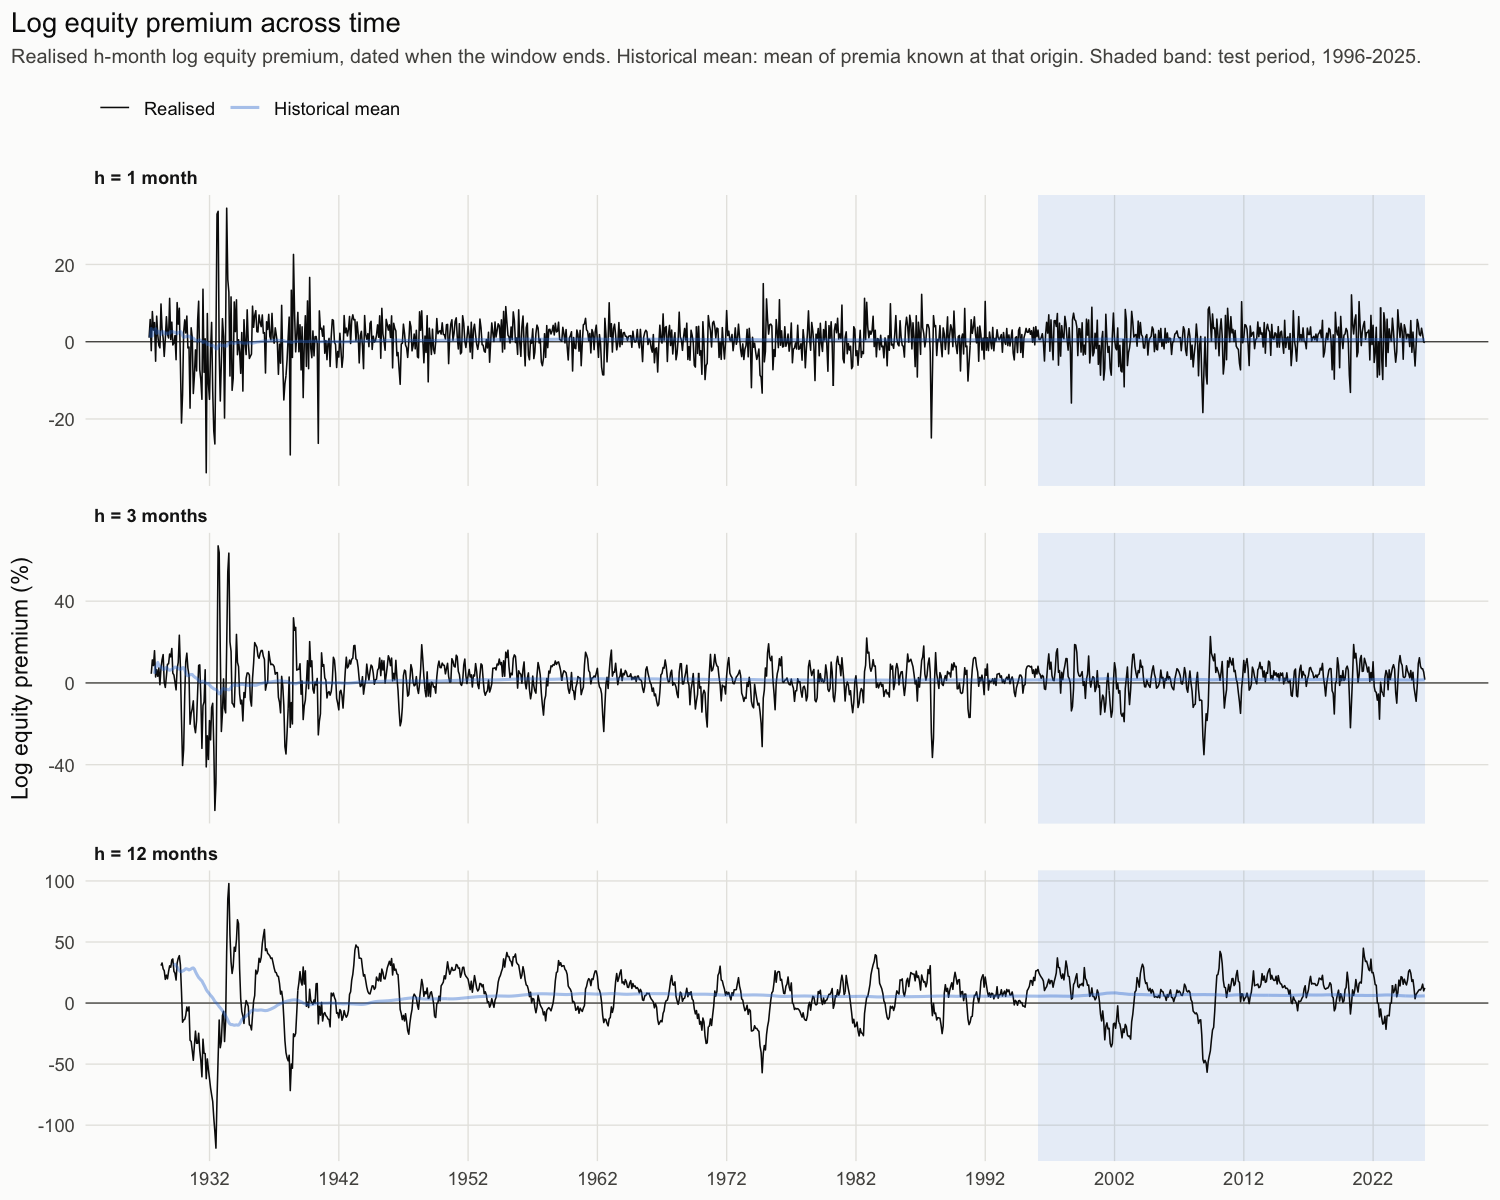 Log equity premium across time
Realised h-month log equity premium, dated when the window ends. Historical mean: mean of premia known at that origin. Shaded band: test period, 1996-2025.
Realised
Historical mean
h = 1 month
20
0
-20
h = 3 months
40
0
-40
Log equity premium (%)
h = 12 months
100
50
0
-50
-100
1932
1942
1952
1962
1972
1982
1992
2002
2012
2022